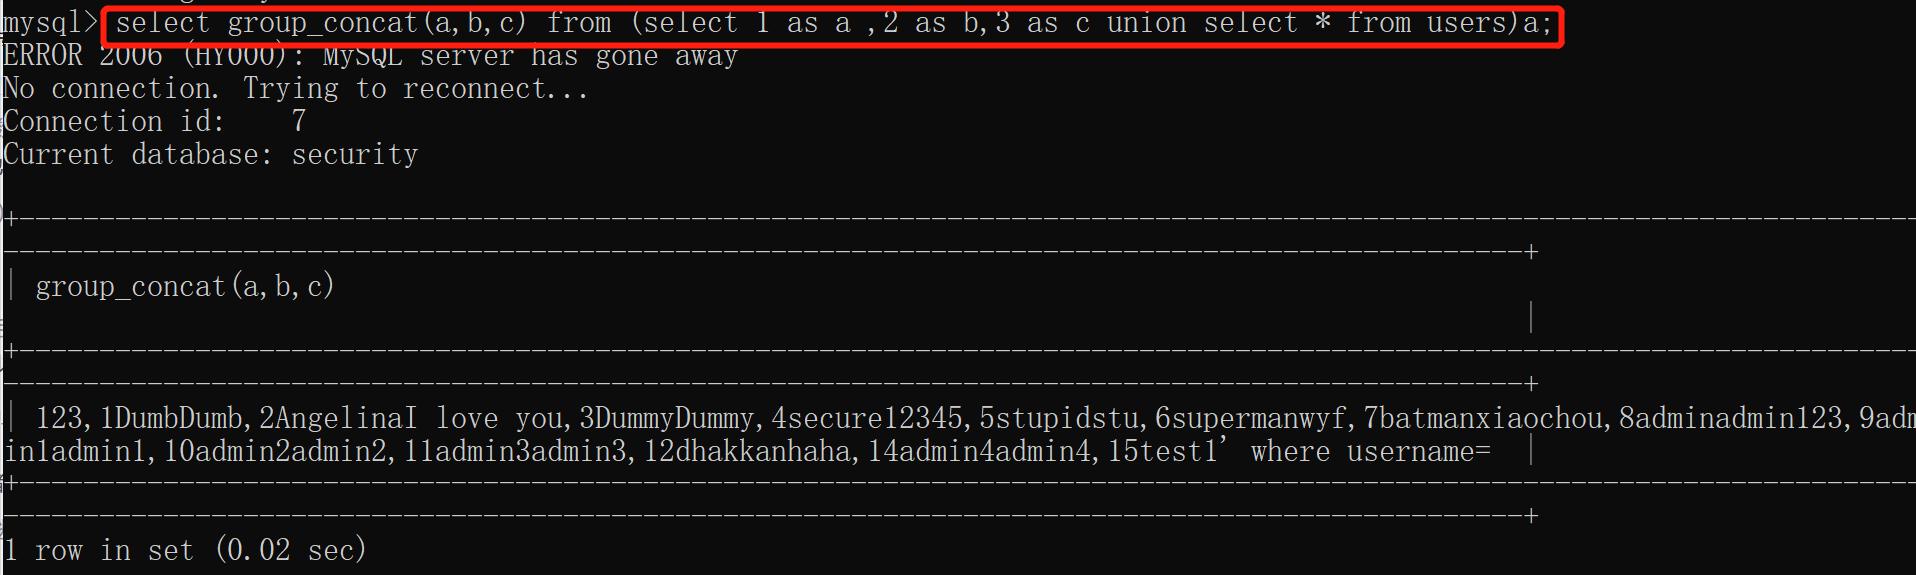 mysql> select group_concat(a,b,c) from (select 1 as a ,2 as b,3 as c union select * from users)a;
ERROR 2006 (HY000): MySQL server has gone away
No connection. Trying to reconnect...
Connection id:    7
Current database: security
| group_concat(a,b,c)
|
| 123,1DumbDumb,2AngelinaI love you,3DummyDummy,4secure12345,5stupidstu,6supermanwyf,7batmanxiaochou,8adminadmin123,9adm
in1admin1,10admin2admin2,11admin3admin3,12dhakkanhaha,14admin4admin4,15test1' where username=  |
1 row in set (0.02 sec)